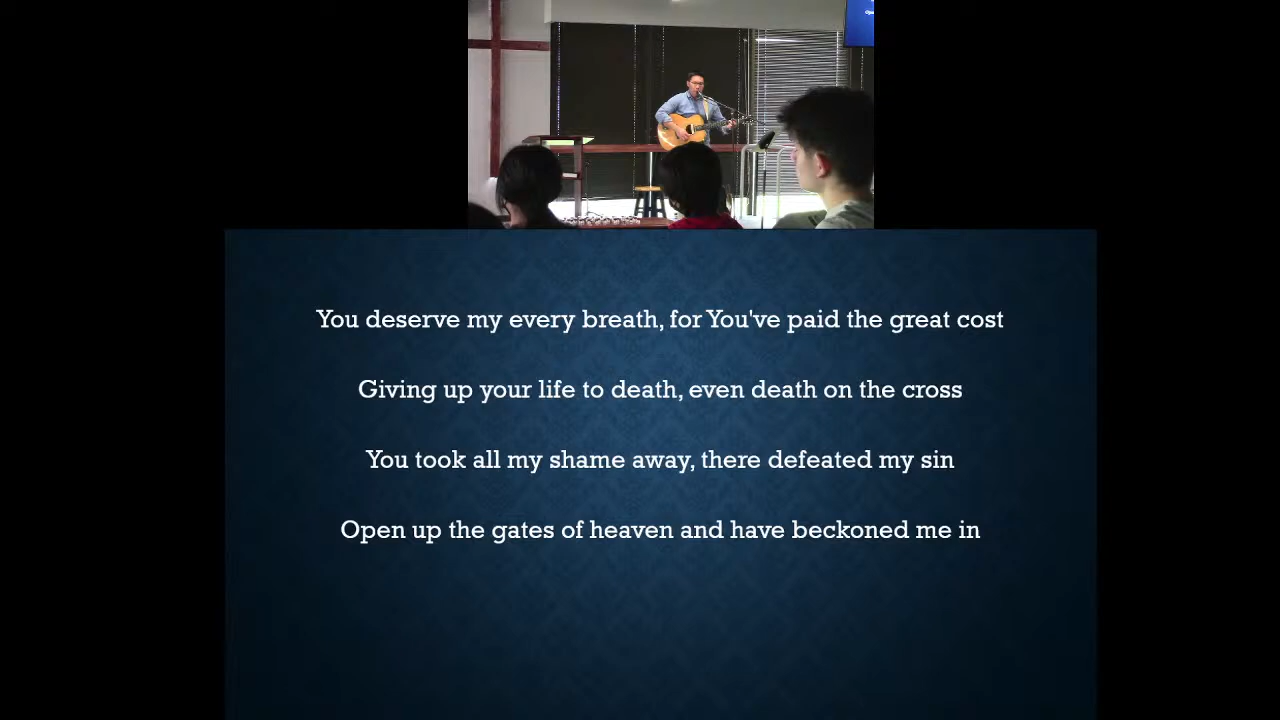 You deserve my every breath, for You've paid the great cost
Giving up your life to death, even death on the cross
You took all my shame away, there defeated my sin
Open up the gates of heaven and have beckoned me in